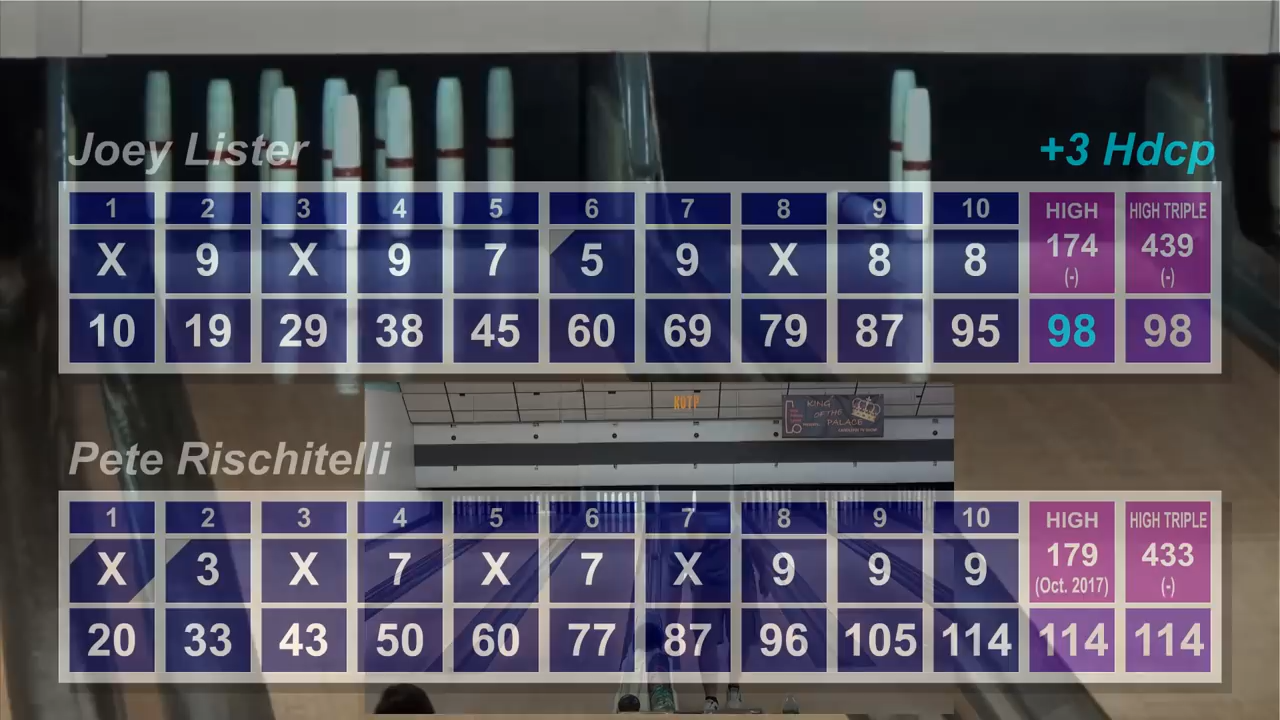 Joey Lister
+3 Hdcp
1 2 3 4 5 6 7 8 9 10 HIGH HIGH TRIPLE
X 9 X 9 7 5 9 X 8 8 174 (-) 439 (-)
10 19 29 38 45 60 69 79 87 95 98 98
KOTP
KING
OF THE
PALACE
Pete Rischitelli
1 2 3 4 5 6 7 8 9 10 HIGH HIGH TRIPLE
X 3 X 7 X 7 X 9 9 9 179 (Oct. 2017) 433 (-)
20 33 43 50 60 77 87 96 105 114 114 114